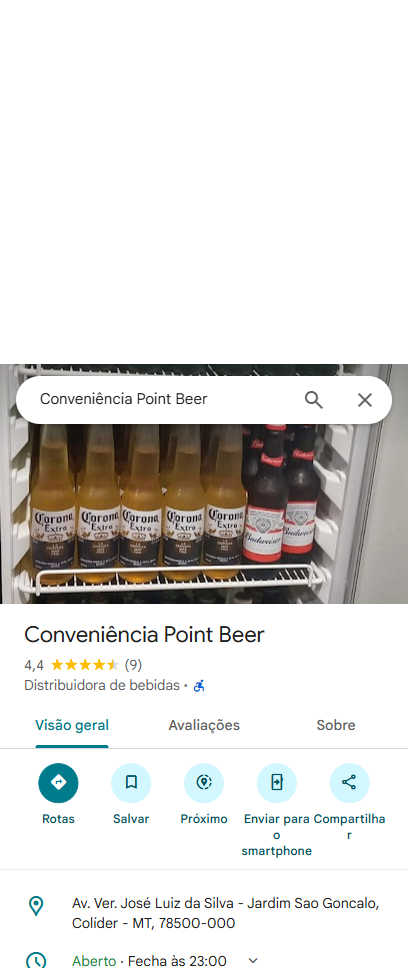 Conveniência Point Beer
Corona Corona Corona Corona Corona
Extra Extra Extra Extra Extra
Budweiser Budweiser
Conveniência Point Beer
4,4 (9)
Distribuidora de bebidas ·
Visão geral Avaliações Sobre
Rotas Salvar Próximo Enviar para o smartphone Compartilhar
Av. Ver. José Luiz da Silva - Jardim Sao Goncalo,
Colíder - MT, 78500-000
Aberto · Fecha às 23:00